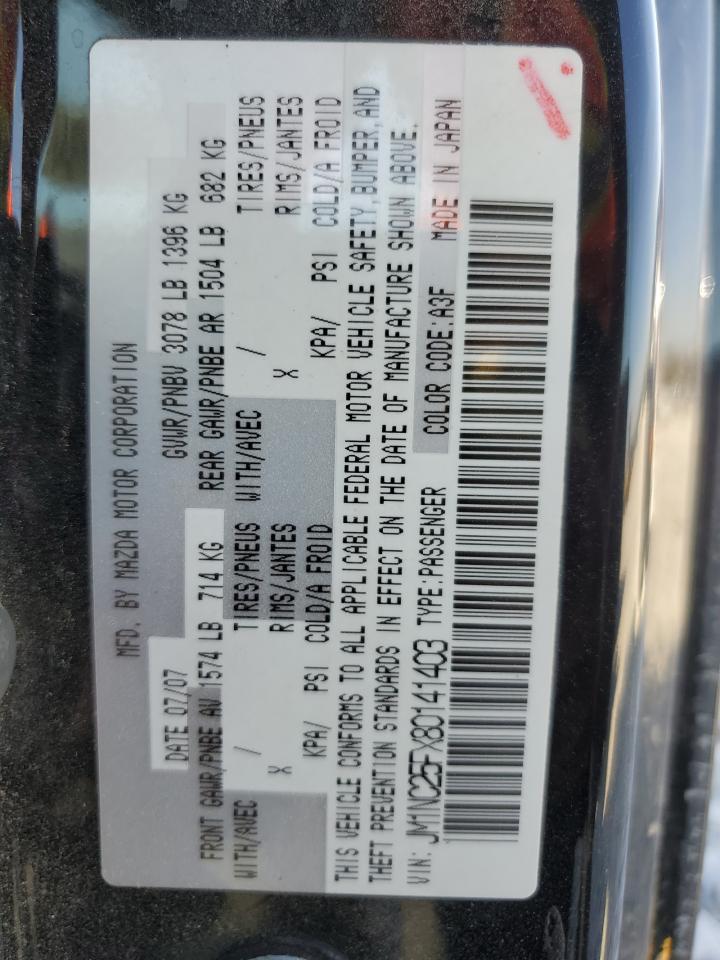 MFD. BY MAZDA MOTOR CORPORATION
DATE 07/07 GVWR/PNBV 3078 LB 1396 KG
FRONT GAWR/PNBE AV 1574 LB 714 KG REAR GAWR/PNBE AR 1504 LB 682 KG
WITH/AVEC / TIRES/PNEUS WITH/AVEC / TIRES/PNEUS
X RIMS/JANTES X RIMS/JANTES
KPA/ PSI COLD/A FROID KPA/ PSI COLD/A FROID
THIS VEHICLE CONFORMS TO ALL APPLICABLE FEDERAL MOTOR VEHICLE SAFETY,BUMPER,AND
THEFT PREVENTION STANDARDS IN EFFECT ON THE DATE OF MANUFACTURE SHOWN ABOVE.
VIN: JM1NC25FX80141403 TYPE:PASSENGER COLOR CODE:A3F MADE IN JAPAN